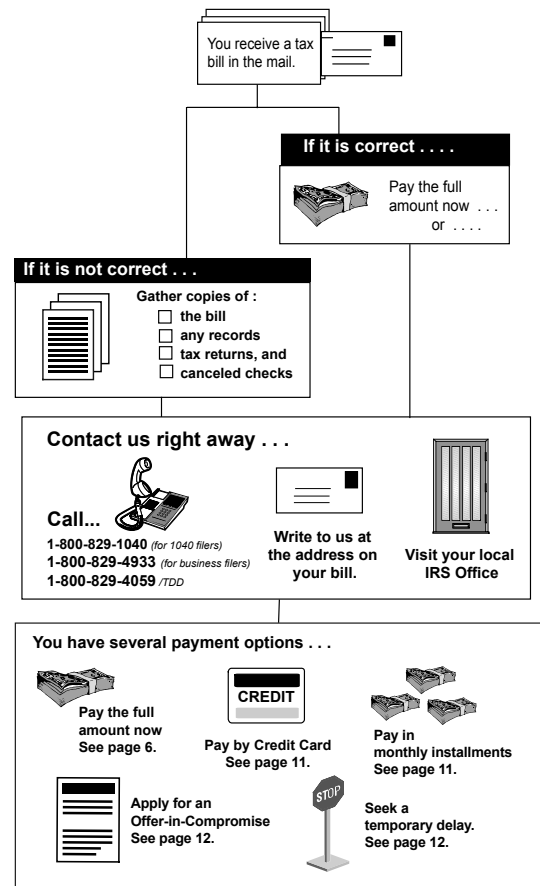 You receive a tax
bill in the mail.
If it is correct . . . .
Pay the full
amount now . . .
or . . . .
If it is not correct . . .
Gather copies of :
the bill
any records
tax returns, and
canceled checks
Contact us right away . . .
Call...
1-800-829-1040 (for 1040 filers)
1-800-829-4933 (for business filers)
1-800-829-4059 /TDD
Write to us at
the address on
your bill.
Visit your local
IRS Office
You have several payment options . . .
Pay the full
amount now
See page 6.
CREDIT
Pay by Credit Card
See page 11.
Pay in
monthly installments
See page 11.
Apply for an
Offer-in-Compromise
See page 12.
STOP
Seek a
temporary delay.
See page 12.